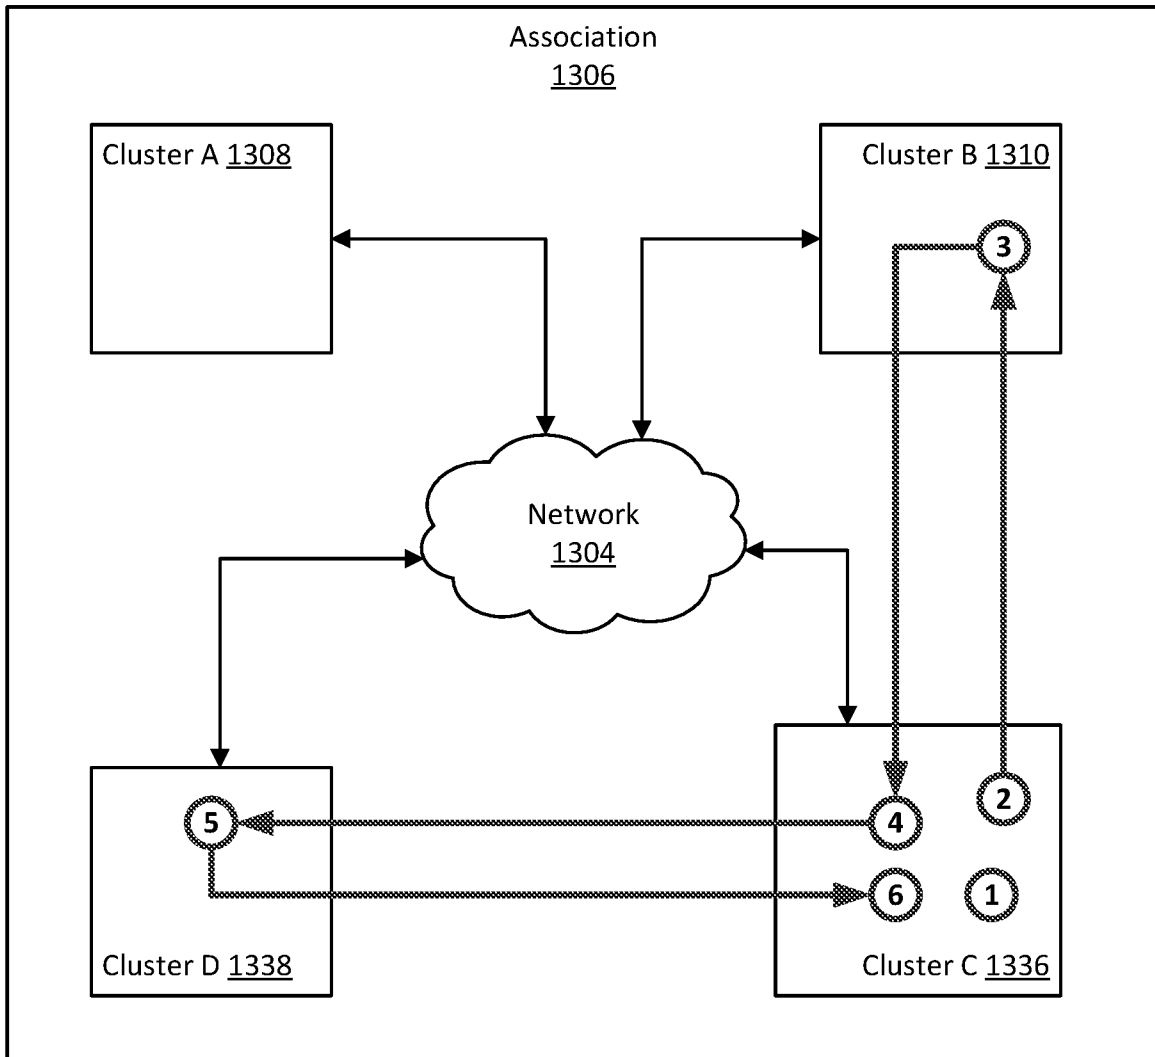 Association
1306
Cluster A 1308
Cluster B 1310
3
Network
1304
5
4
2
6
1
Cluster D 1338
Cluster C 1336